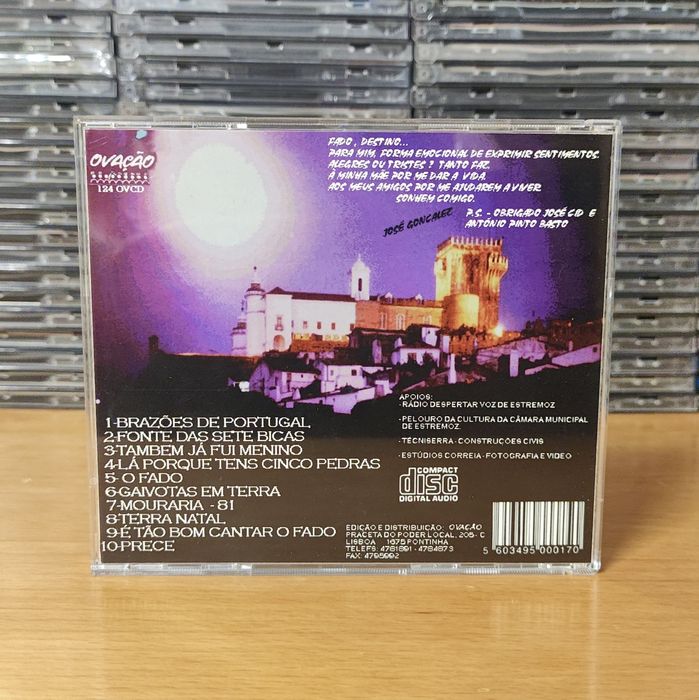 OVAÇÃO
124 OVCD
FADO, DESTINO...
PARA MIM, FORMA EMOCIONAL DE EXPRIMIR SENTIMENTOS.
ALEGRES OU TRISTES? TANTO FAZ.
À MINHA MÃE POR ME DAR A VIDA.
AOS MEUS AMIGOS POR ME AJUDAREM A VIVER
SONHEM COMIGO.
JOSÉ GONCALEZ
P.S. - OBRIGADO JOSÉ CID E
ANTÓNIO PINTO BASTO
1-BRAZÕES DE PORTUGAL
2-FONTE DAS SETE BICAS
3-TAMBEM JÁ FUI MENINO
4-LÁ PORQUE TENS CINCO PEDRAS
5- O FADO
6-GAIVOTAS EM TERRA
7-MOURARIA - 81
8-TERRA NATAL
9-É TÃO BOM CANTAR O FADO
10-PRECE
APOIOS:
- RÁDIO DESPERTAR VOZ DE ESTREMOZ
- PELOURO DA CULTURA DA CÂMARA MUNICIPAL
DE ESTREMOZ.
- TÉCNISERRA - CONSTRUCÕES CIVIS
- ESTÚDIOS CORREIA - FOTOGRAFIA E VIDEO
COMPACT
disc
DIGITAL AUDIO
EDIÇÃO E DISTRIBUIÇÃO: OVAÇÃO
PRACETA DO PODER LOCAL, 205 - C
LISBOA 1675 PONTINHA
TELEFS: 4781891 - 4784873
FAX: 4795992
5 603495 000170